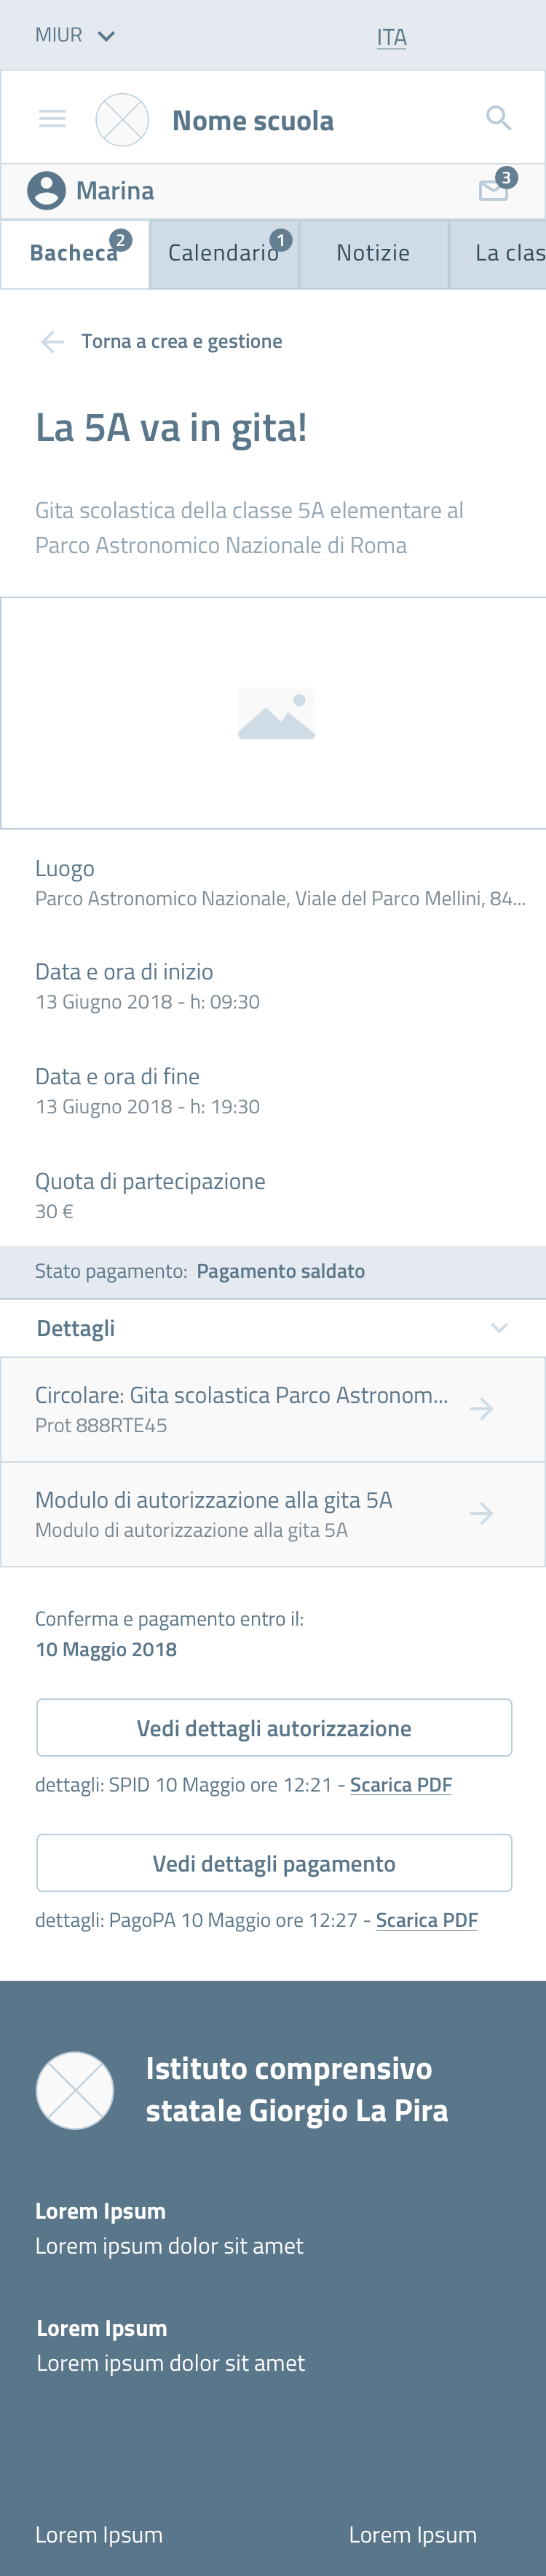 MIUR
ITA
Nome scuola
Marina
3
Bacheca
2
Calendario
1
Notizie
La clas
Torna a crea e gestione
La 5A va in gita!
Gita scolastica della classe 5A elementare al
Parco Astronomico Nazionale di Roma
Luogo
Parco Astronomico Nazionale, Viale del Parco Mellini, 84...
Data e ora di inizio
13 Giugno 2018 - h: 09:30
Data e ora di fine
13 Giugno 2018 - h: 19:30
Quota di partecipazione
30 €
Stato pagamento: Pagamento saldato
Dettagli
Circolare: Gita scolastica Parco Astronom...
Prot 888RTE45
Modulo di autorizzazione alla gita 5A
Modulo di autorizzazione alla gita 5A
Conferma e pagamento entro il:
10 Maggio 2018
Vedi dettagli autorizzazione
dettagli: SPID 10 Maggio ore 12:21 - Scarica PDF
Vedi dettagli pagamento
dettagli: PagoPA 10 Maggio ore 12:27 - Scarica PDF
Istituto comprensivo
statale Giorgio La Pira
Lorem Ipsum
Lorem ipsum dolor sit amet
Lorem Ipsum
Lorem ipsum dolor sit amet
Lorem Ipsum
Lorem Ipsum